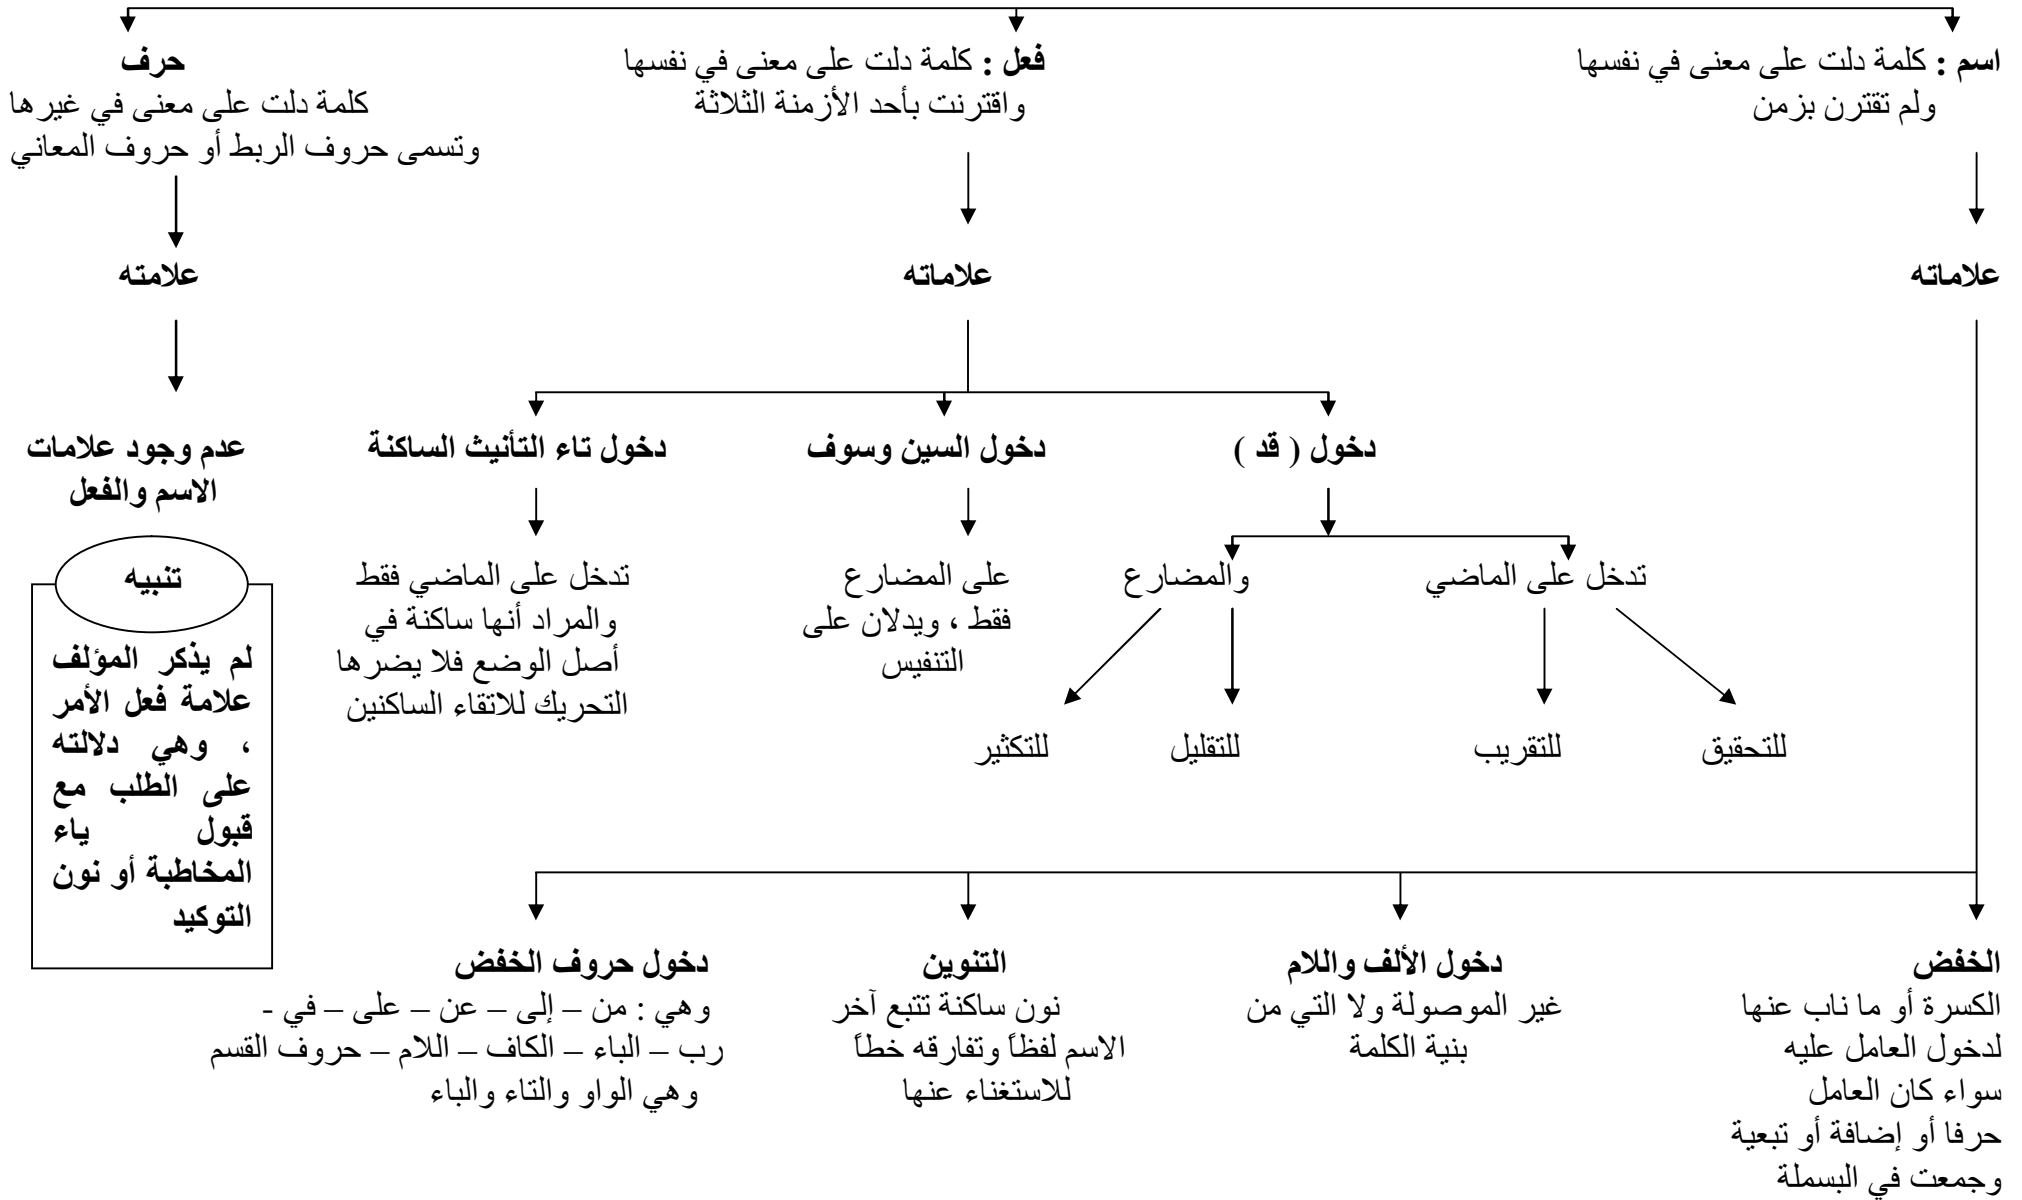 اسم : كلمة دلت على معنى في نفسها
ولم تقترن بزمن
فعل : كلمة دلت على معنى في نفسها
واقترنت بأحد الأزمنة الثلاثة
حرف
كلمة دلت على معنى في غيرها
وتسمى حروف الربط أو حروف المعاني
علاماته
علاماته
علامته
دخول ( قد )
دخول السين وسوف
دخول تاء التأنيث الساكنة
عدم وجود علامات
الاسم والفعل
تدخل على الماضي
والمضارع
على المضارع
فقط ، ويدلان على
التنفيس
تدخل على الماضي فقط
والمراد أنها ساكنة في
أصل الوضع فلا يضرها
التحريك للاتقاء الساكنين
للتحقيق
للتقريب
للتقليل
للتكثير
تنبيه
لم يذكر المؤلف
علامة فعل الأمر
، وهي دلالته
على الطلب مع
قبول ياء
المخاطبة أو نون
التوكيد
الخفض
الكسرة أو ما ناب عنها
لدخول العامل عليه
سواء كان العامل
حرفا أو إضافة أو تبعية
وجمعت في البسملة
دخول الألف واللام
غير الموصولة ولا التي من
بنية الكلمة
التنوين
نون ساكنة تتبع آخر
الاسم لفظاً وتفارقه خطاً
للاستغناء عنها
دخول حروف الخفض
وهي : من – إلى – عن – على – في -
رب – الباء – الكاف – اللام – حروف القسم
وهي الواو والتاء والباء